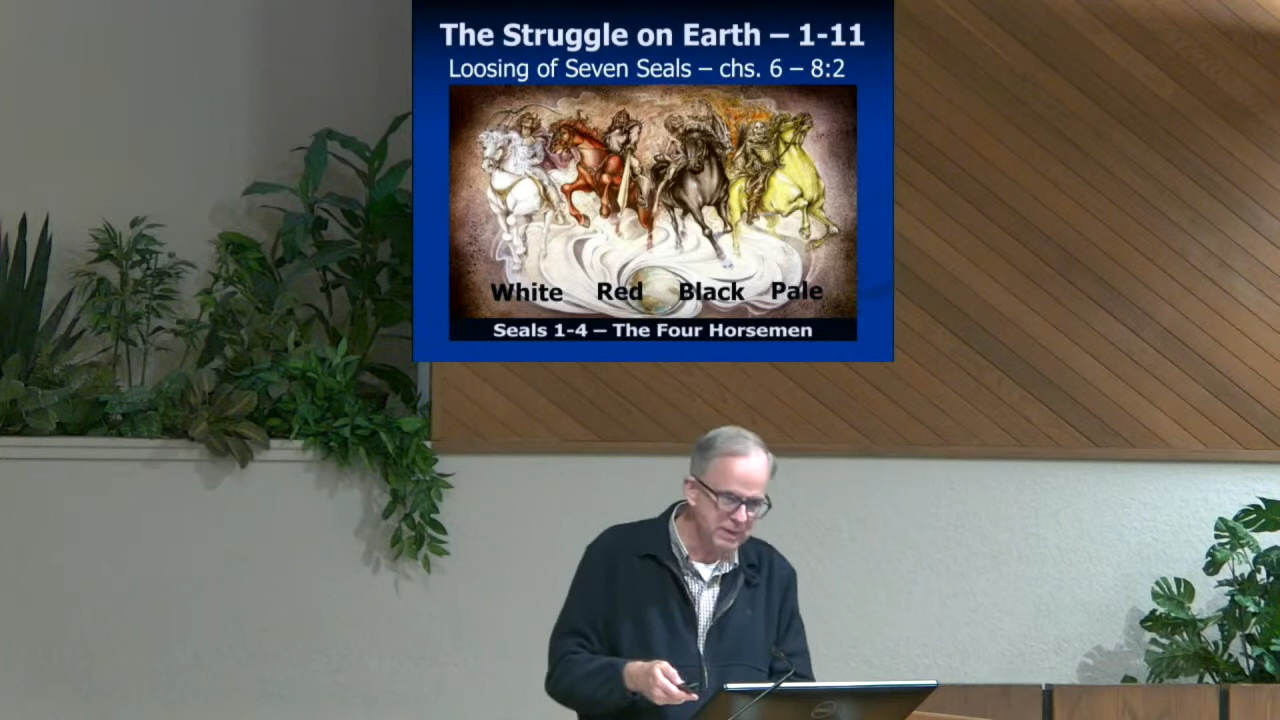 The Struggle on Earth – 1-11
Loosing of Seven Seals – chs. 6 – 8:2
White Red Black Pale
Seals 1-4 – The Four Horsemen
DELL